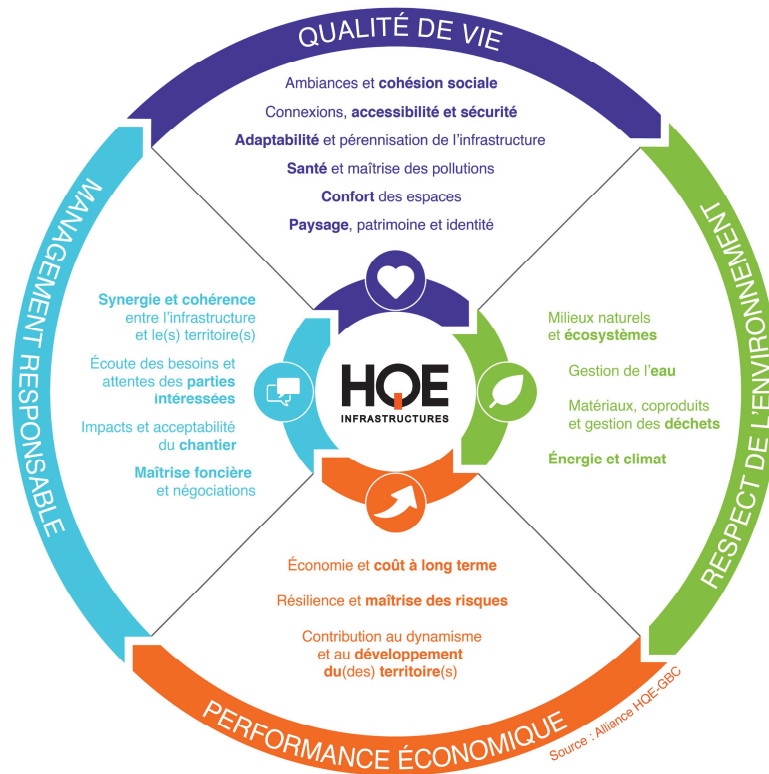 QUALITÉ DE VIE
Ambiances et cohésion sociale
Connexions, accessibilité et sécurité
Adaptabilité et pérennisation de l'infrastructure
Santé et maîtrise des pollutions
Confort des espaces
Paysage, patrimoine et identité
MANAGEMENT RESPONSABLE
Synergie et cohérence
entre l'infrastructure
et le(s) territoire(s)
Écoute des besoins et
attentes des parties
intéressées
Impacts et acceptabilité
du chantier
Maîtrise foncière
et négociations
HQE
INFRASTRUCTURES
RESPECT DE L'ENVIRONNEMENT
Milieux naturels
et écosystèmes
Gestion de l'eau
Matériaux, coproduits
et gestion des déchets
Énergie et climat
Économie et coût à long terme
Résilience et maîtrise des risques
Contribution au dynamisme
et au développement
du(des) territoire(s)
PERFORMANCE ÉCONOMIQUE
Source : Alliance HQE-GBC